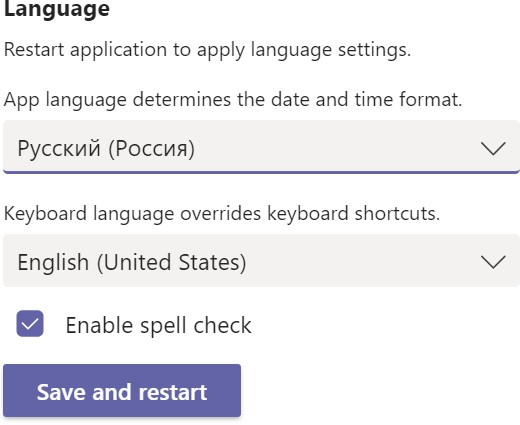 Language
Restart application to apply language settings.
App language determines the date and time format.
Русский (Россия)
Keyboard language overrides keyboard shortcuts.
English (United States)
Enable spell check
Save and restart